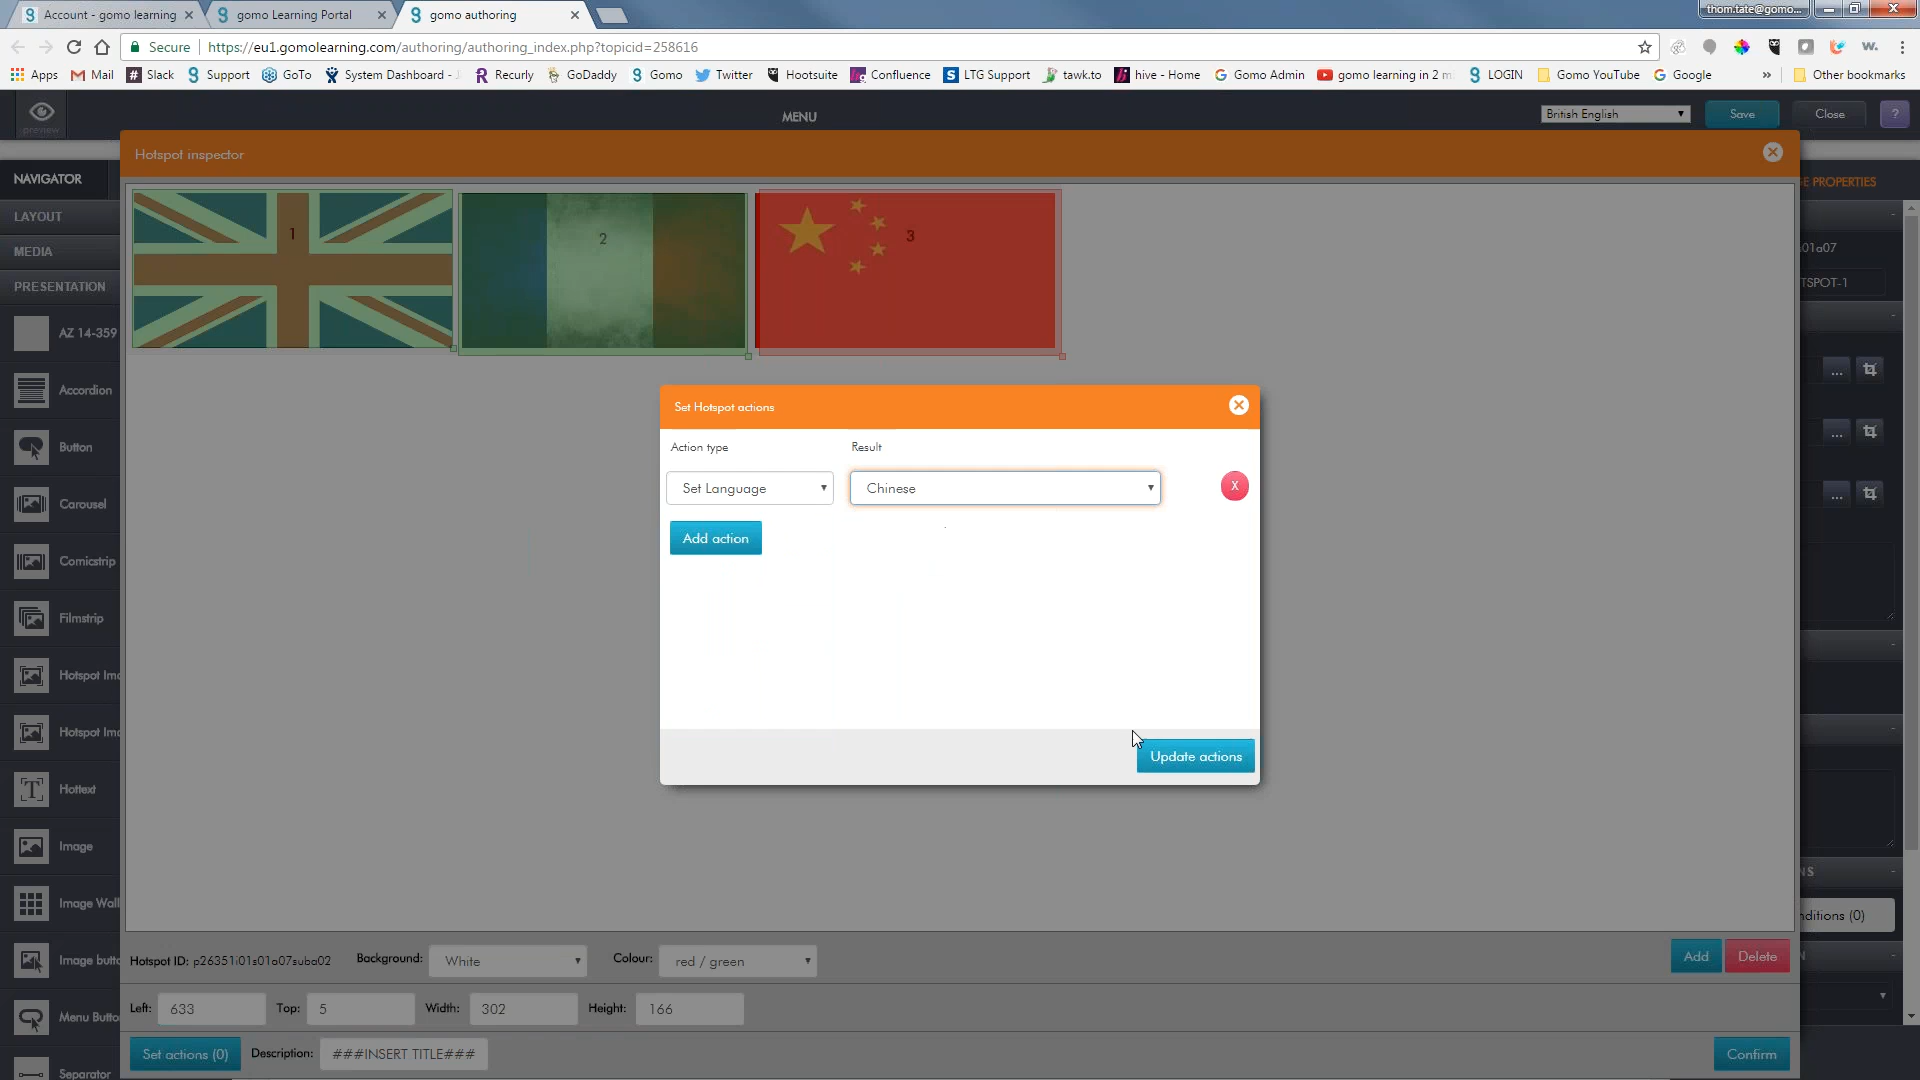 Account - gomo learning
gomo Learning Portal
gomo authoring
thom.tate@gomo...
Secure
https://eu1.gomolearning.com/authoring/authoring_index.php?topicid=258616
Apps Mail Slack Support GoTo System Dashboard - Recurly GoDaddy Gomo Twitter Hootsuite Confluence LTG Support tawk.to hive - Home Gomo Admin gomo learning in 2 m LOGIN Gomo YouTube Google » Other bookmarks
preview
MENU
British English
Save
Close
?
Hotspot inspector
NAVIGATOR
E PROPERTIES
LAYOUT
MEDIA
PRESENTATION
1
2
3
01a07
TSPOT-1
AZ 14-359
Accordion
Button
Carousel
Comicstrip
Filmstrip
Hotspot Ima
Hotspot Ima
Hottext
Image
Image Wall
Image butto
Menu Butto
Separator
Set Hotspot actions
Action type Result
Set Language Chinese X
Add action
Update actions
...
...
...
NS
nditions (0)
N
Hotspot ID: p26351i01s01a07suba02 Background: White Colour: red / green Add Delete
Left: 633 Top: 5 Width: 302 Height: 166
Set actions (0) Description: ###INSERT TITLE### Confirm